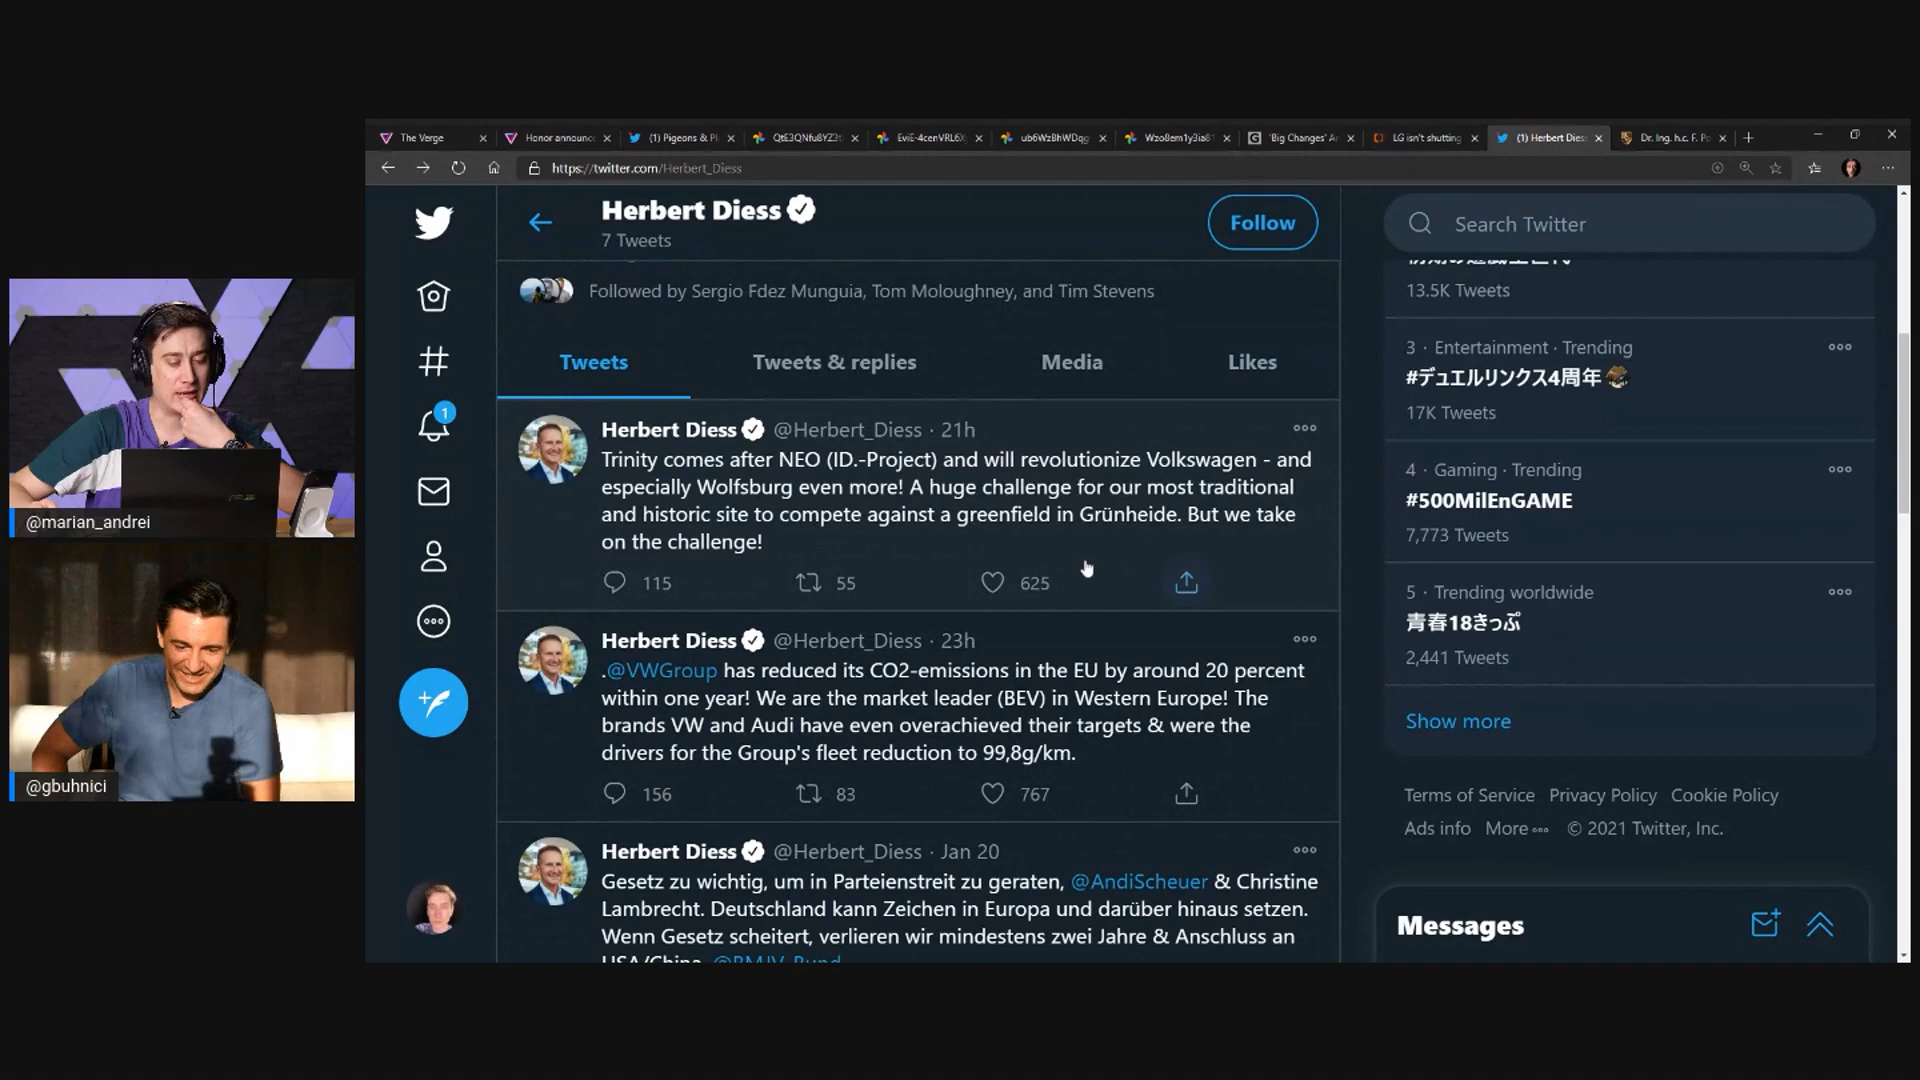 The Verge
Honor announc
(1) Pigeons & Pl
QtE3QNfu8YZ3t
EviE-4cenVRL6X
ub6WzBhWDqg
Wzo8em1y3ia8
'Big Changes' A
LG isn't shutting
(1) Herbert Dies
Dr. Ing. h.c. F. Po
https://twitter.com/Herbert_Diess
Herbert Diess
7 Tweets
Follow
Search Twitter
Followed by Sergio Fdez Munguia, Tom Moloughney, and Tim Stevens
13.5K Tweets
Tweets
Tweets & replies
Media
Likes
3 · Entertainment · Trending
#デュエルリンクス4周年
17K Tweets
1
Herbert Diess @Herbert_Diess · 21h
Trinity comes after NEO (ID.-Project) and will revolutionize Volkswagen - and
especially Wolfsburg even more! A huge challenge for our most traditional
and historic site to compete against a greenfield in Grünheide. But we take
on the challenge!
115
55
625
4 · Gaming · Trending
#500MilEnGAME
7,773 Tweets
5 · Trending worldwide
青春18きっぷ
2,441 Tweets
Show more
@marian_andrei
Herbert Diess @Herbert_Diess · 23h
.@VWGroup has reduced its CO2-emissions in the EU by around 20 percent
within one year! We are the market leader (BEV) in Western Europe! The
brands VW and Audi have even overachieved their targets & were the
drivers for the Group's fleet reduction to 99,8g/km.
156
83
767
@gbuhnici
Terms of Service Privacy Policy Cookie Policy
Ads info More © 2021 Twitter, Inc.
Herbert Diess @Herbert_Diess · Jan 20
Gesetz zu wichtig, um in Parteienstreit zu geraten, @AndiScheuer & Christine
Lambrecht. Deutschland kann Zeichen in Europa und darüber hinaus setzen.
Wenn Gesetz scheitert, verlieren wir mindestens zwei Jahre & Anschluss an
USA/China. @BMJV_Bund
Messages